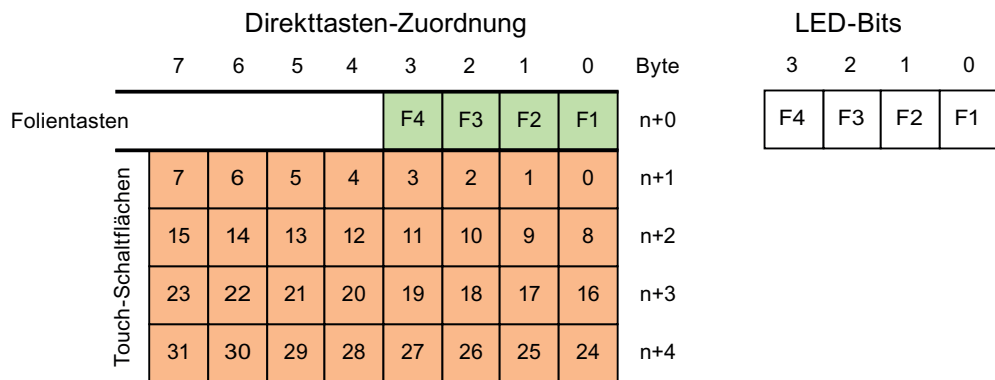 Direkttasten-Zuordnung LED-Bits
7 6 5 4 3 2 1 0 Byte 3 2 1 0
Folientasten F4 F3 F2 F1 n+0 F4 F3 F2 F1
Touch-Schaltflächen
7 6 5 4 3 2 1 0 n+1
15 14 13 12 11 10 9 8 n+2
23 22 21 20 19 18 17 16 n+3
31 30 29 28 27 26 25 24 n+4